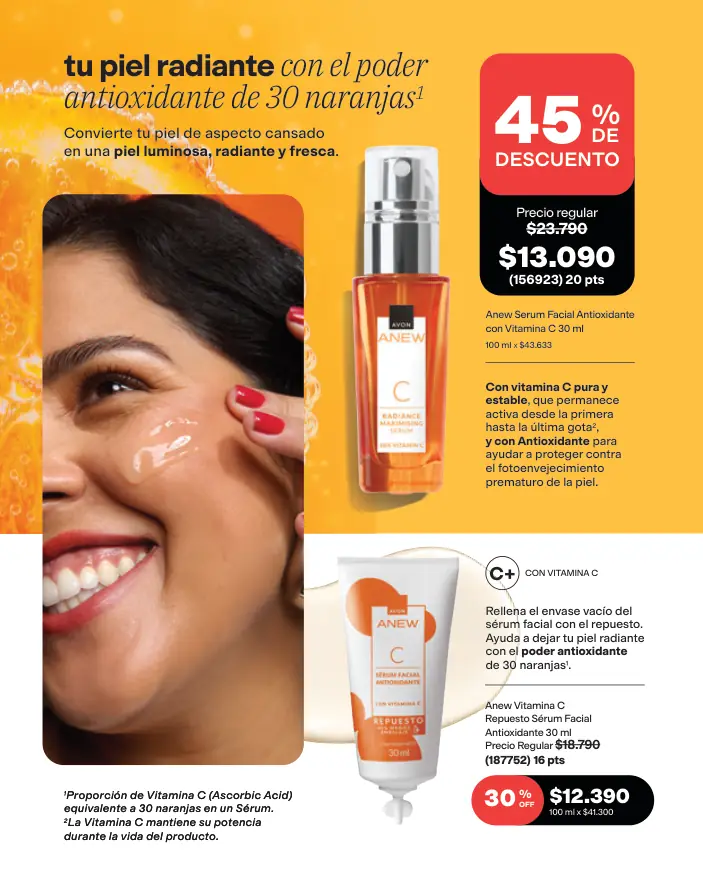 tu piel radiante con el poder
antioxidante de 30 naranjas¹
Convierte tu piel de aspecto cansado
en una piel luminosa, radiante y fresca.
45 % DE
DESCUENTO
Precio regular
$23.790
$13.090
(156923) 20 pts
Anew Serum Facial Antioxidante
con Vitamina C 30 ml
100 ml x $43.633
Con vitamina C pura y
estable, que permanece
activa desde la primera
hasta la última gota²,
y con Antioxidante para
ayudar a proteger contra
el fotoenvejecimiento
prematuro de la piel.
AVON
ANEW
C
RADIANCE
MAXIMISING
SERUM
C+
CON VITAMINA C
Rellena el envase vacío del
sérum facial con el repuesto.
Ayuda a dejar tu piel radiante
con el poder antioxidante
de 30 naranjas¹.
AVON
ANEW
C
SÉRUM FACIAL
ANTIOXIDANTE
CON VITAMINA C
REPUESTO
30ml
Anew Vitamina C
Repuesto Sérum Facial
Antioxidante 30 ml
Precio Regular $18.790
(187752) 16 pts
30 % OFF
$12.390
100 ml x $41.300
¹Proporción de Vitamina C (Ascorbic Acid)
equivalente a 30 naranjas en un Sérum.
²La Vitamina C mantiene su potencia
durante la vida del producto.